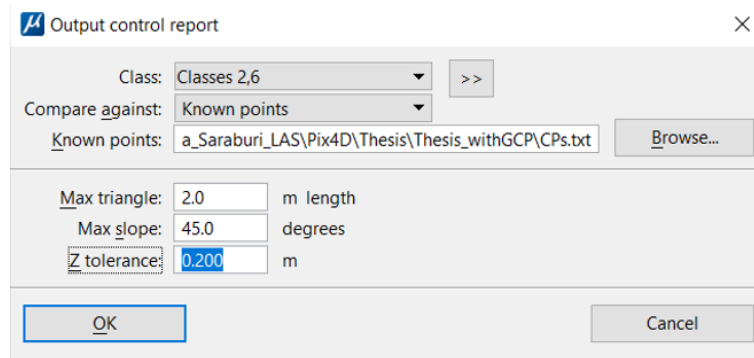 Output control report
Class: Classes 2,6 >>
Compare against: Known points
Known points: a_Saraburi_LAS\Pix4D\Thesis\Thesis_withGCP\CPs.txt Browse...
Max triangle: 2.0 m length
Max slope: 45.0 degrees
Z tolerance: 0.200 m
OK Cancel